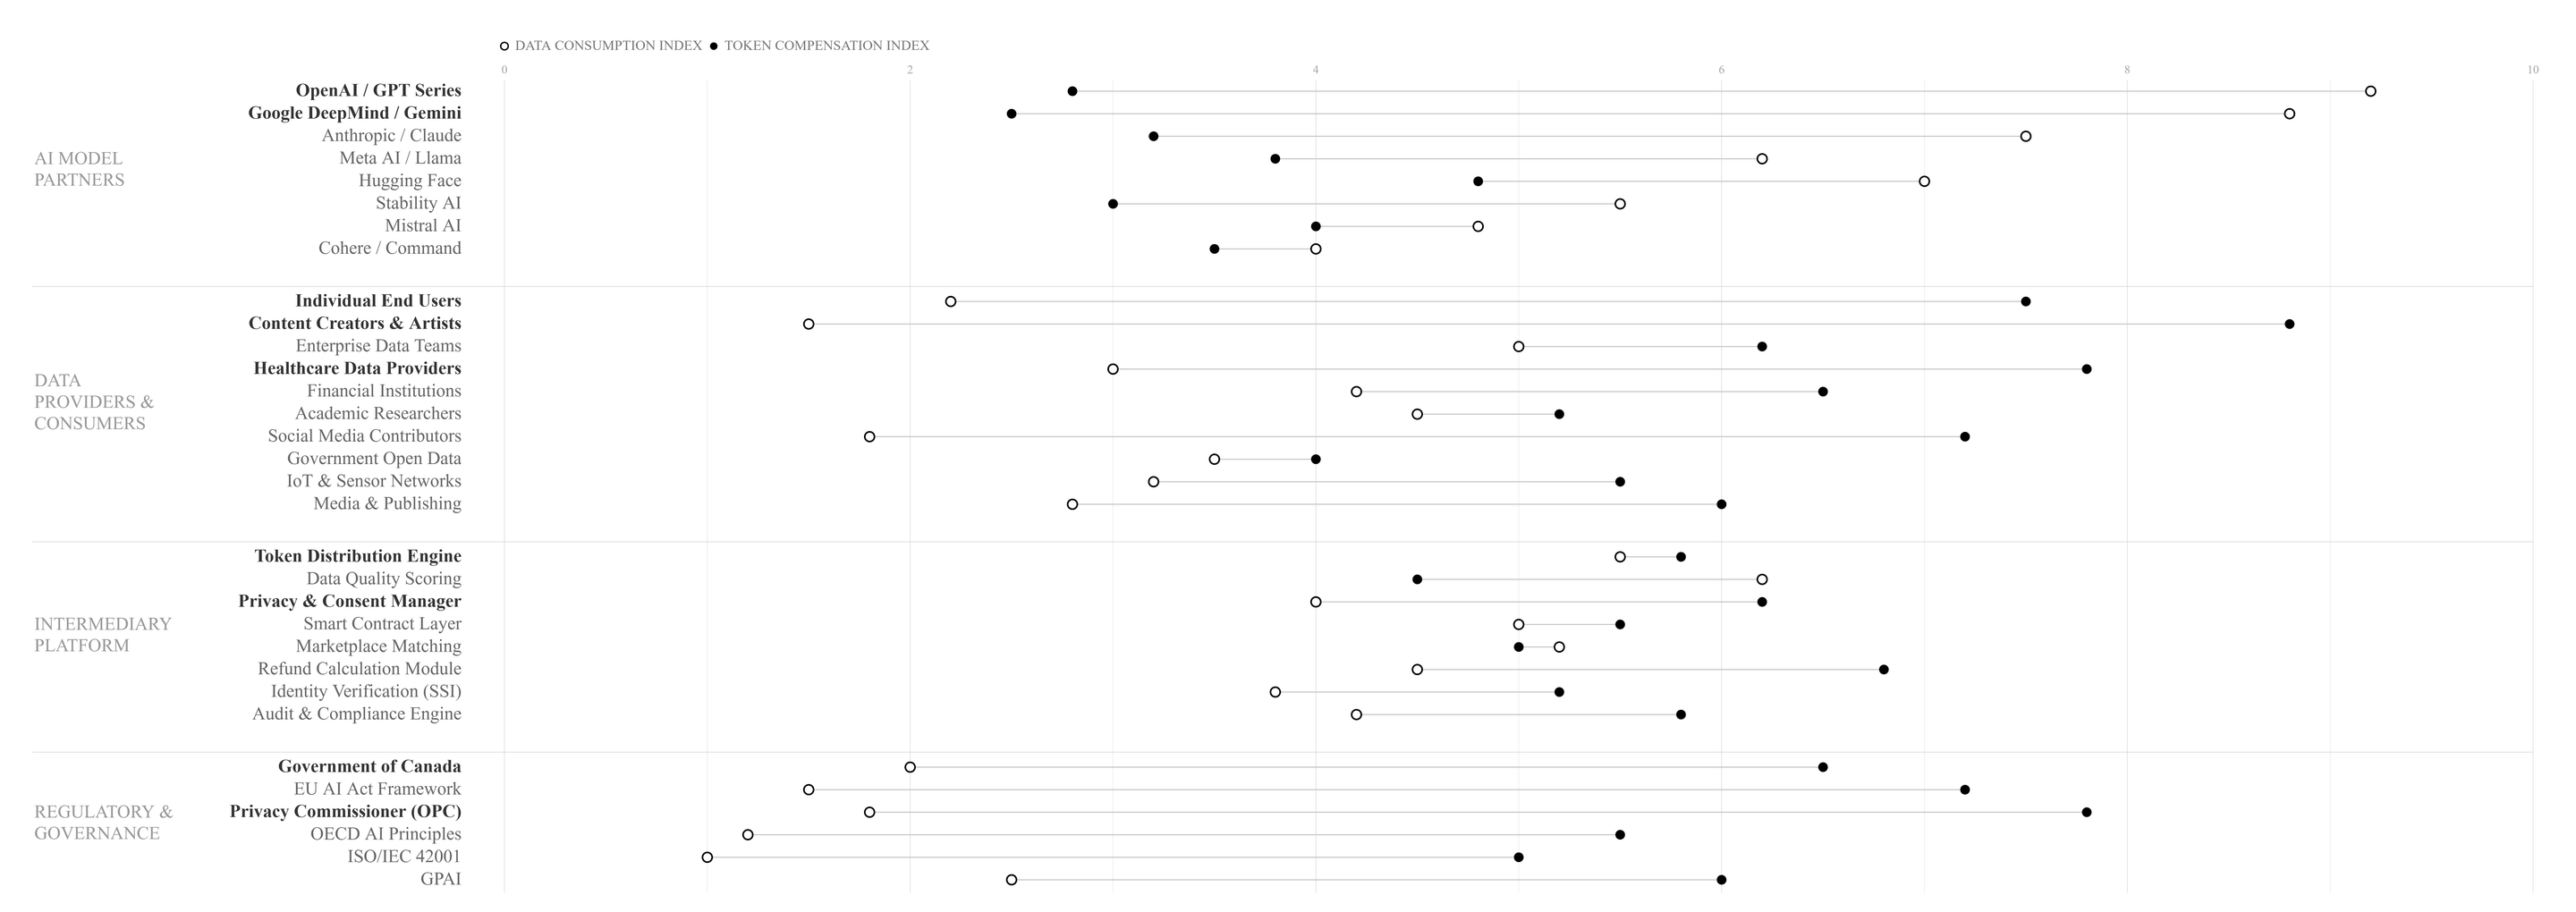 DATA CONSUMPTION INDEX TOKEN COMPENSATION INDEX
0 2 4 6 8 10
AI MODEL
PARTNERS
OpenAI / GPT Series
Google DeepMind / Gemini
Anthropic / Claude
Meta AI / Llama
Hugging Face
Stability AI
Mistral AI
Cohere / Command
DATA
PROVIDERS &
CONSUMERS
Individual End Users
Content Creators & Artists
Enterprise Data Teams
Healthcare Data Providers
Financial Institutions
Academic Researchers
Social Media Contributors
Government Open Data
IoT & Sensor Networks
Media & Publishing
INTERMEDIARY
PLATFORM
Token Distribution Engine
Data Quality Scoring
Privacy & Consent Manager
Smart Contract Layer
Marketplace Matching
Refund Calculation Module
Identity Verification (SSI)
Audit & Compliance Engine
REGULATORY &
GOVERNANCE
Government of Canada
EU AI Act Framework
Privacy Commissioner (OPC)
OECD AI Principles
ISO/IEC 42001
GPAI